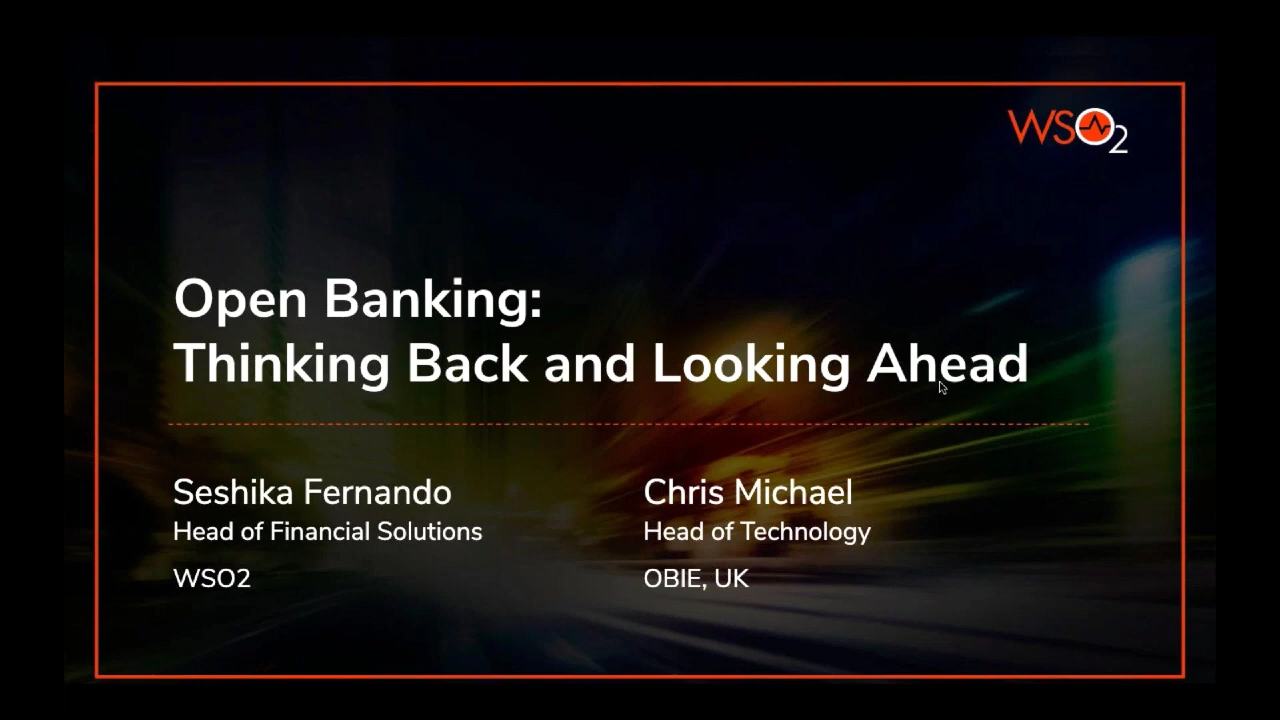 WSO2
Open Banking:
Thinking Back and Looking Ahead
Seshika Fernando
Head of Financial Solutions
WSO2
Chris Michael
Head of Technology
OBIE, UK